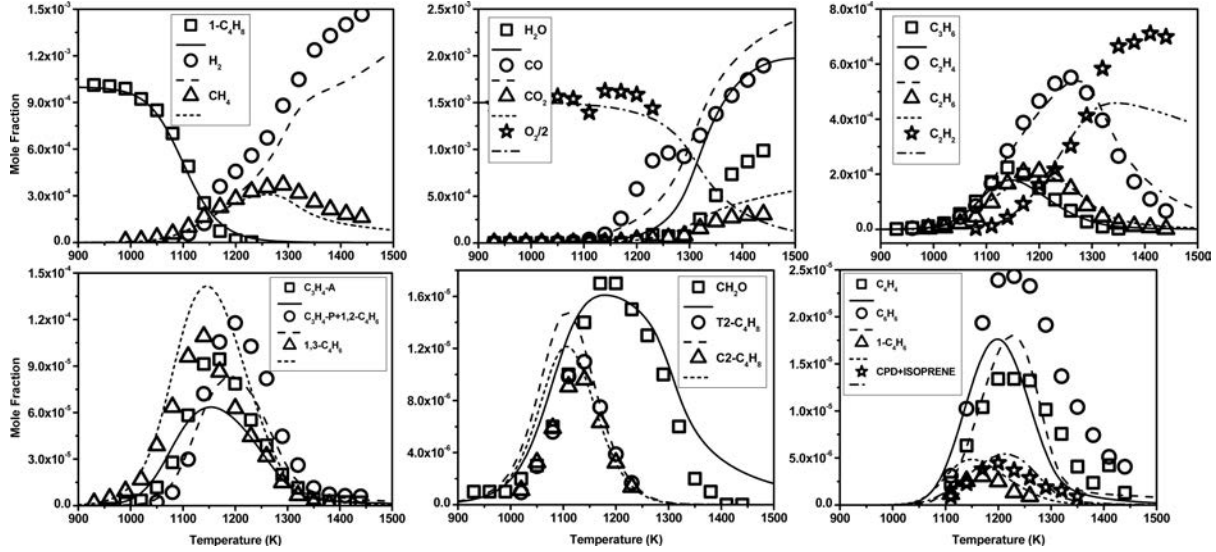 Mole Fraction
1.5x10⁻³
1.2x10⁻³
9.0x10⁻⁴
6.0x10⁻⁴
3.0x10⁻⁴
0.0
1-C₄H₈
H₂
CH₄
900 1000 1100 1200 1300 1400 1500
2.5x10⁻³
2.0x10⁻³
1.5x10⁻³
1.0x10⁻³
5.0x10⁻⁴
0.0
H₂O
CO
CO₂
O₂/2
900 1000 1100 1200 1300 1400 1500
8.0x10⁻⁴
6.0x10⁻⁴
4.0x10⁻⁴
2.0x10⁻⁴
0.0
C₃H₆
C₂H₄
C₂H₆
C₂H₂
900 1000 1100 1200 1300 1400 1500
Mole Fraction
1.5x10⁻⁴
1.2x10⁻⁴
9.0x10⁻⁵
6.0x10⁻⁵
3.0x10⁻⁵
0.0
C₃H₄-A
C₃H₄-P+1,2-C₄H₆
1,3-C₄H₆
900 1000 1100 1200 1300 1400 1500
Temperature (K)
1.6x10⁻⁵
1.2x10⁻⁵
8.0x10⁻⁶
4.0x10⁻⁶
0.0
CH₂O
T2-C₄H₈
C2-C₄H₈
900 1000 1100 1200 1300 1400 1500
Temperature (K)
2.5x10⁻⁵
2.0x10⁻⁵
1.5x10⁻⁵
1.0x10⁻⁵
5.0x10⁻⁶
0.0
C₄H₄
C₆H₆
1-C₄H₆
CPD+ISOPRENE
900 1000 1100 1200 1300 1400 1500
Temperature (K)